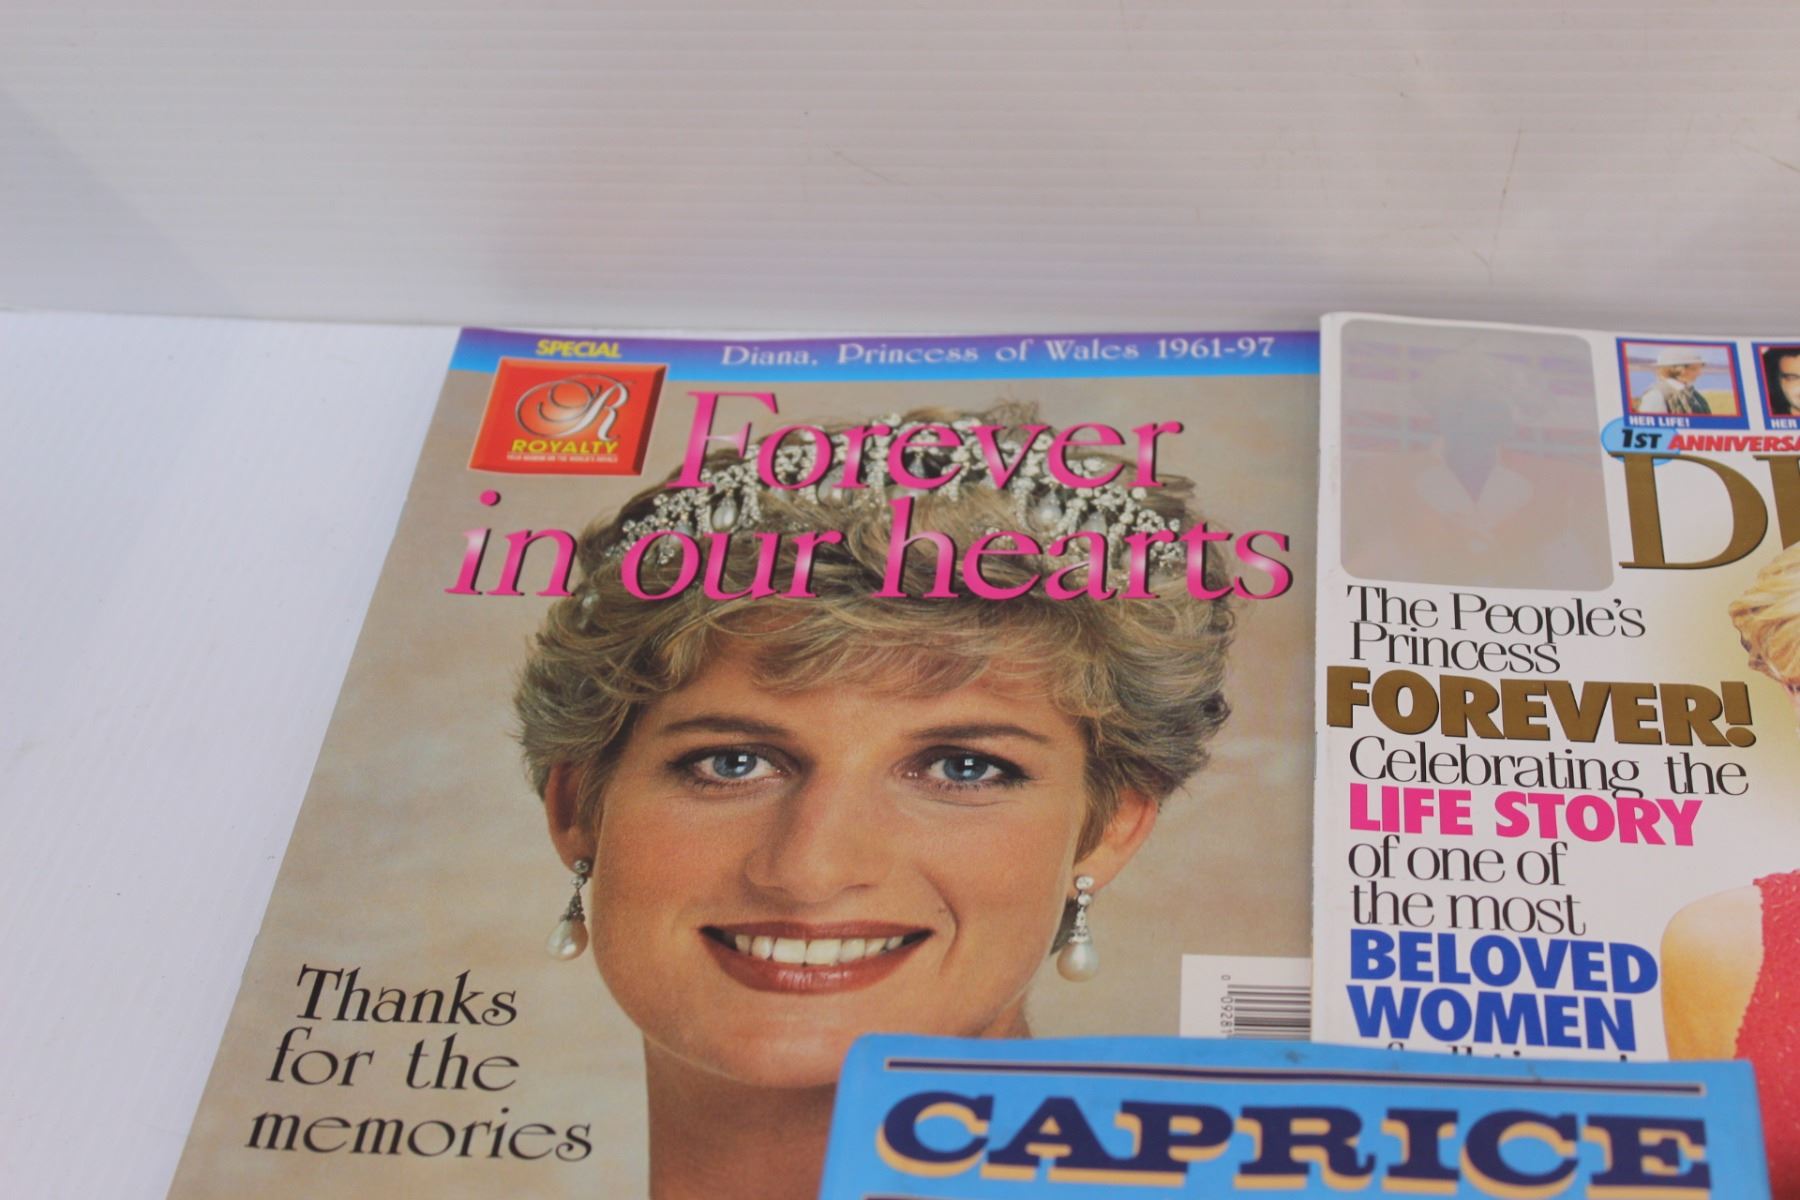 SPECIAL
Diana, Princess of Wales 1961-97
R
ROYALTY
Forever
in our hearts
Thanks
for the
memories
HER LIFE!
HER
1ST ANNIVERSA
DI
The People's
Princess
FOREVER!
Celebrating the
LIFE STORY
of one of
the most
BELOVED
WOMEN
CAPRICE